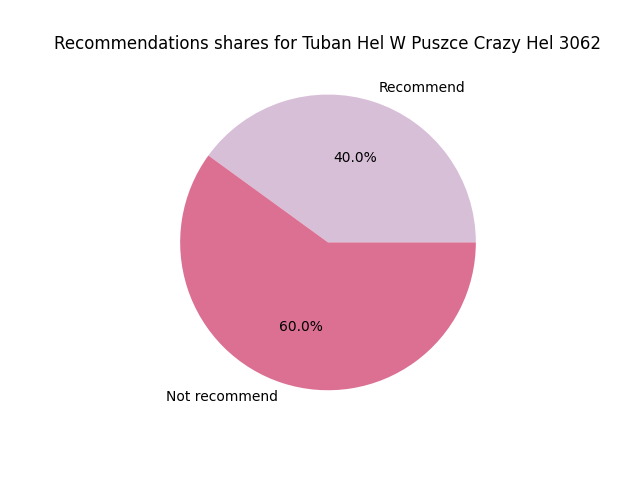 Recommendations shares for Tuban Hel W Puszce Crazy Hel 3062
Recommend
40.0%
60.0%
Not recommend